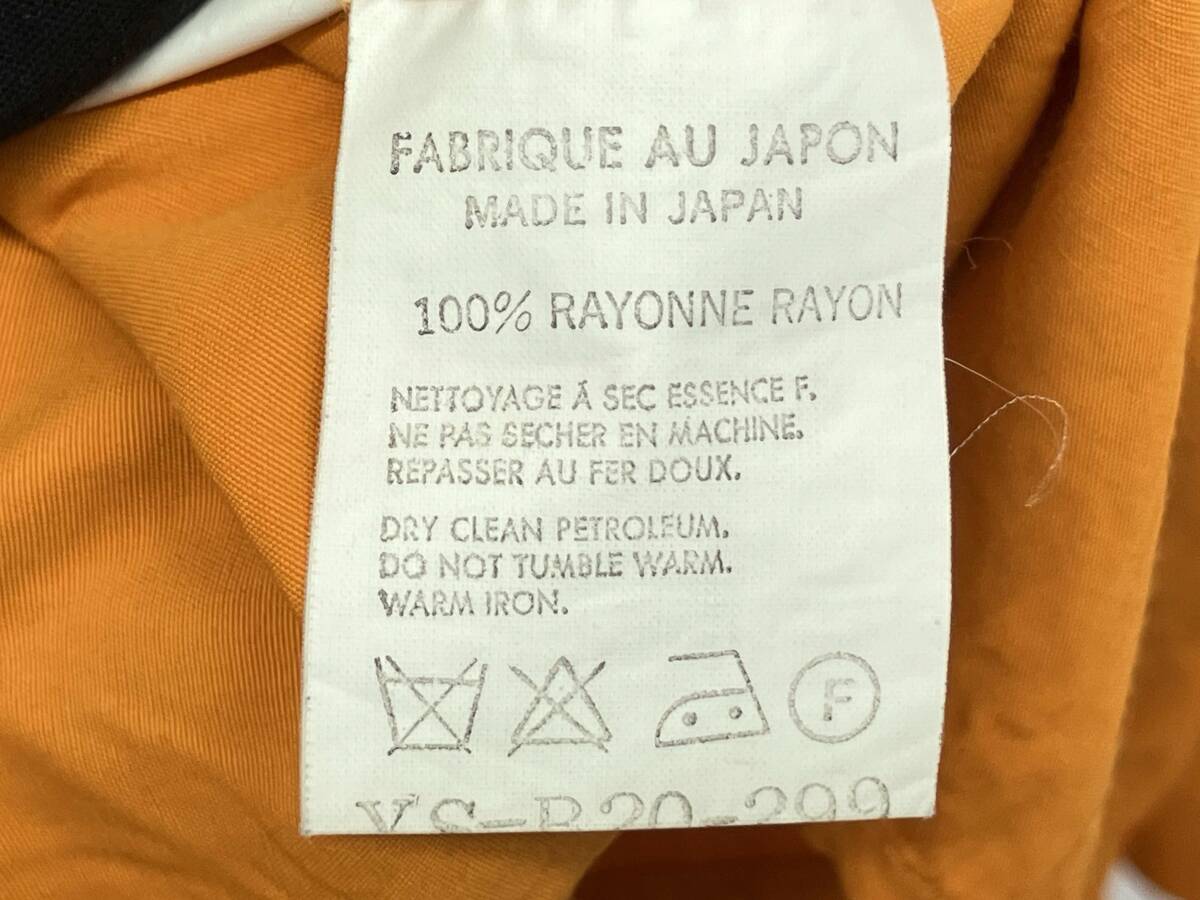 FABRIQUE AU JAPON
MADE IN JAPAN
100% RAYONNE RAYON
NETTOYAGE À SEC ESSENCE F.
NE PAS SECHER EN MACHINE.
REPASSER AU FER DOUX.
DRY CLEAN PETROLEUM.
DO NOT TUMBLE WARM.
WARM IRON.
F